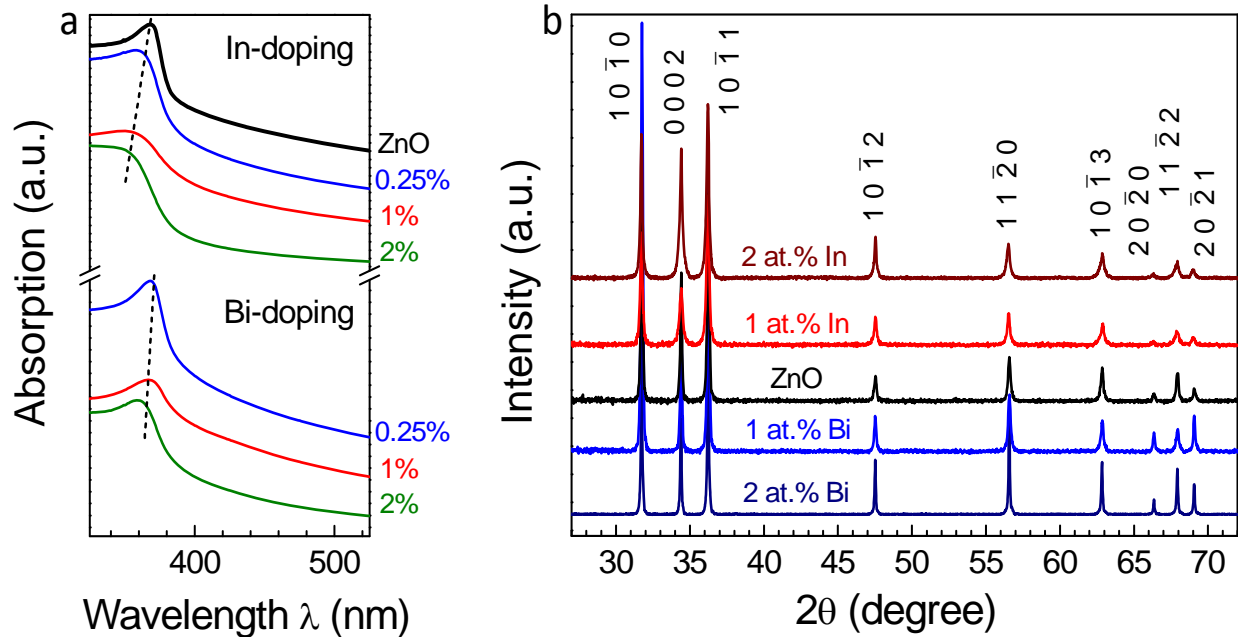 a
Absorption (a.u.)
In-doping
ZnO
0.25%
1%
2%
Bi-doping
0.25%
1%
2%
400
500
Wavelength λ (nm)
b
Intensity (a.u.)
1 0 1̄ 0
0 0 0 2
1 0 1̄ 1
1 0 1̄ 2
1 1 2̄ 0
1 0 1̄ 3
2 0 2̄ 0
1 1 2̄ 2
2 0 2̄ 1
2 at.% In
1 at.% In
ZnO
1 at.% Bi
2 at.% Bi
30
35
40
45
50
55
60
65
70
2θ (degree)